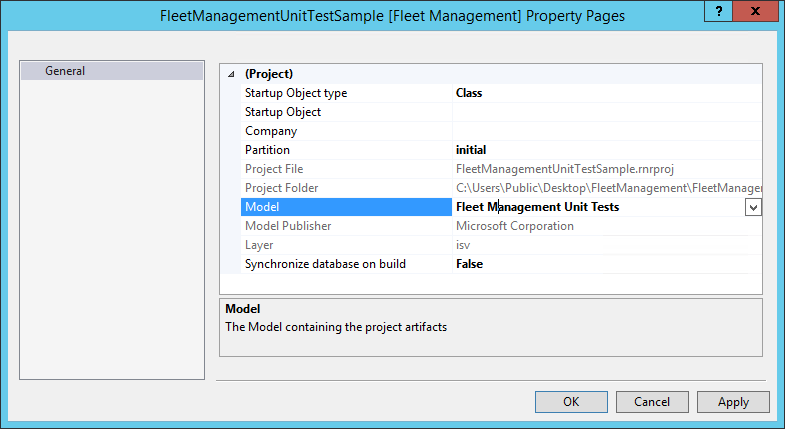 FleetManagementUnitTestSample [Fleet Management] Property Pages
?
x
General
(Project)
Startup Object type Class
Startup Object
Company
Partition initial
Project File FleetManagementUnitTestSample.rnrproj
Project Folder C:\Users\Public\Desktop\FleetManagement\FleetManager
Model Fleet Management Unit Tests
Model Publisher Microsoft Corporation
Layer isv
Synchronize database on build False
Model
The Model containing the project artifacts
OK Cancel Apply